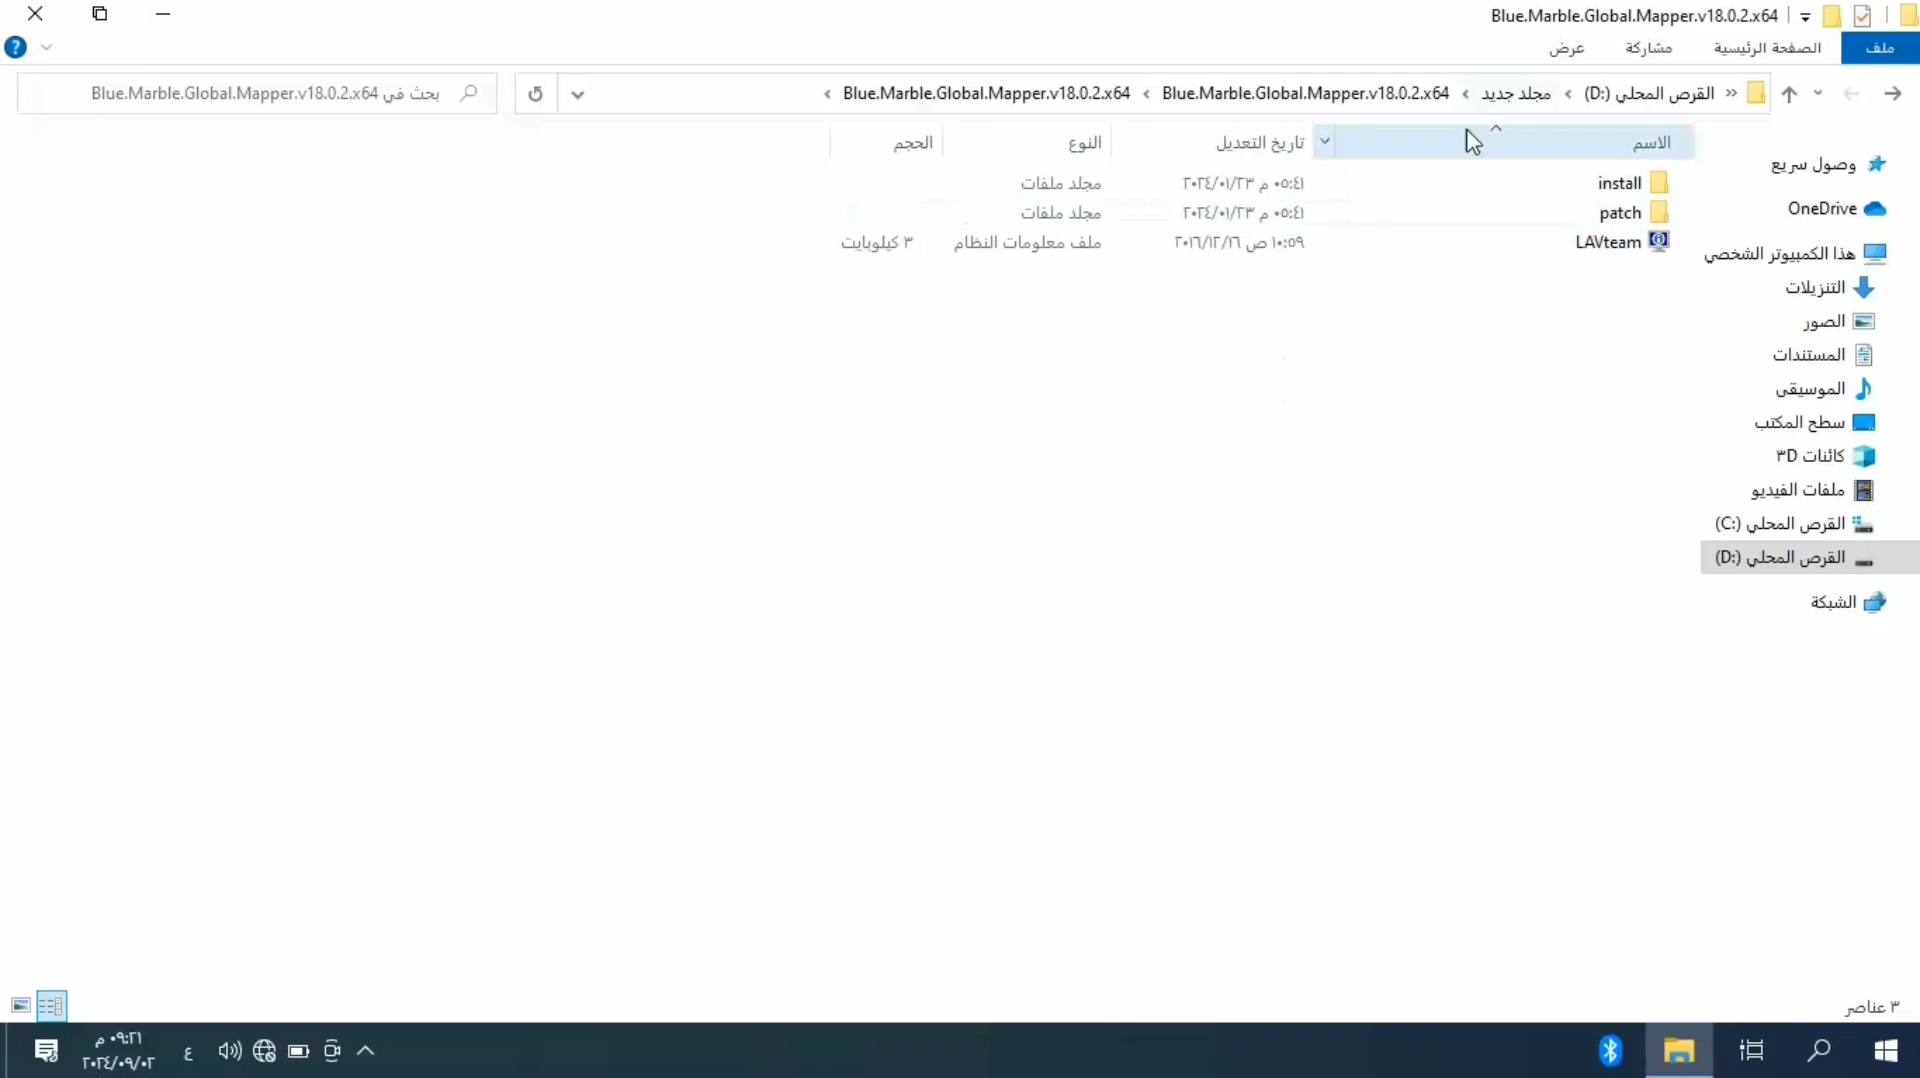 Blue.Marble.Global.Mapper.v18.0.2.x64
ملف
الصفحة الرئيسية
مشاركة
عرض
القرص المحلي (D:) › مجلد جديد › Blue.Marble.Global.Mapper.v18.0.2.x64 › Blue.Marble.Global.Mapper.v18.0.2.x64 ›
بحث في Blue.Marble.Global.Mapper.v18.0.2.x64
الاسم
تاريخ التعديل
النوع
الحجم
install ٠٥:٤١ م ٢٠٢٤/٠١/٢٣ مجلد ملفات
patch ٠٥:٤١ م ٢٠٢٤/٠١/٢٣ مجلد ملفات
LAVteam ١٠:٥٩ ص ٢٠١٦/١٢/١٦ ملف معلومات النظام ٣ كيلوبايت
وصول سريع
OneDrive
هذا الكمبيوتر الشخصي
التنزيلات
الصور
المستندات
الموسيقى
سطح المكتب
كائنات ٣D
ملفات الفيديو
القرص المحلي (C:)
القرص المحلي (D:)
الشبكة
٣ عناصر
ع
٠٩:٢١ م
٢٠٢٤/٠٩/٠٢